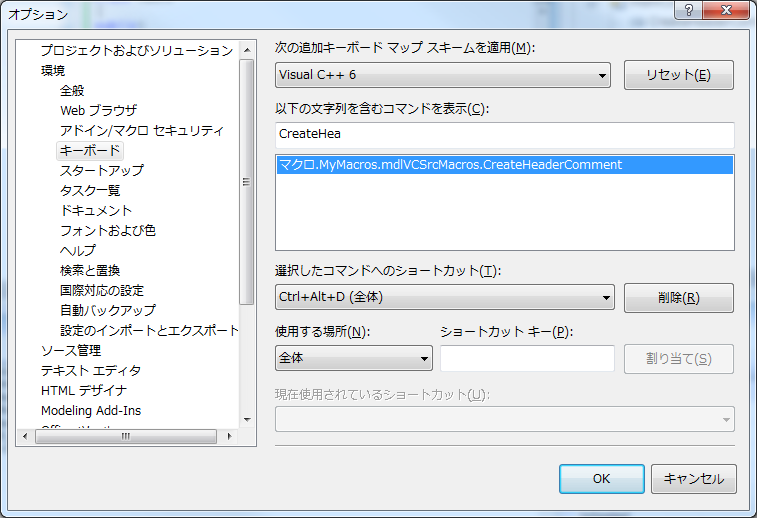 オプション
プロジェクトおよびソリューション
環境
全般
Web ブラウザ
アドイン/マクロ セキュリティ
キーボード
スタートアップ
タスク一覧
ドキュメント
フォントおよび色
ヘルプ
検索と置換
国際対応の設定
自動バックアップ
設定のインポートとエクスポート
ソース管理
テキスト エディタ
HTML デザイナ
Modeling Add-Ins
次の追加キーボード マップ スキームを適用(M):
Visual C++ 6
リセット(E)
以下の文字列を含むコマンドを表示(C):
CreateHea
マクロ.MyMacros.mdlVCSrcMacros.CreateHeaderComment
選択したコマンドへのショートカット(T):
Ctrl+Alt+D (全体)
削除(R)
使用する場所(N):
ショートカット キー(P):
全体
割り当て(S)
現在使用されているショートカット(U):
OK
キャンセル